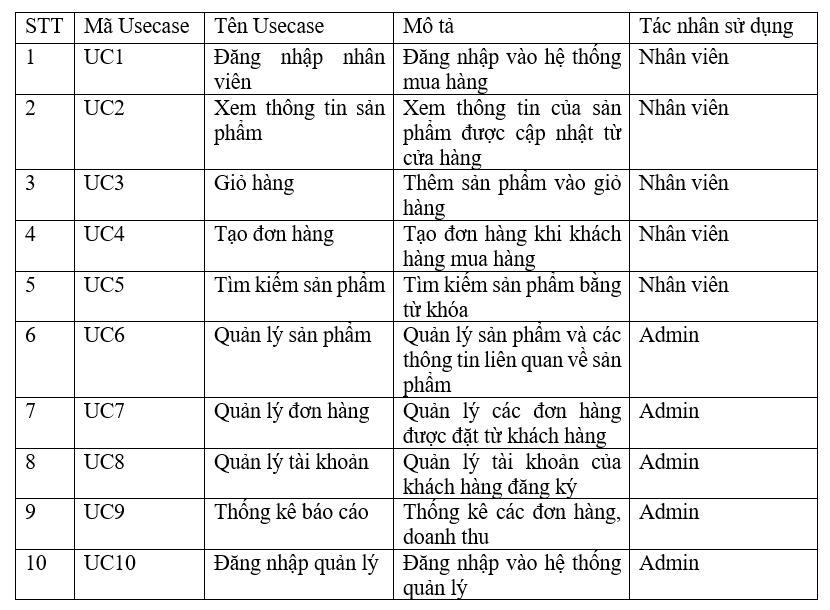 STT Mã Usecase Tên Usecase Mô tả Tác nhân sử dụng
1 UC1 Đăng nhập nhân Đăng nhập vào hệ thống Nhân viên
viên mua hàng
2 UC2 Xem thông tin sản Xem thông tin của sản Nhân viên
phẩm phẩm được cập nhật từ
cửa hàng
3 UC3 Giỏ hàng Thêm sản phẩm vào giỏ Nhân viên
hàng
4 UC4 Tạo đơn hàng Tạo đơn hàng khi khách Nhân viên
hàng mua hàng
5 UC5 Tìm kiếm sản phẩm Tìm kiếm sản phẩm bằng Nhân viên
từ khóa
6 UC6 Quản lý sản phẩm Quản lý sản phẩm và các Admin
thông tin liên quan về sản
phẩm
7 UC7 Quản lý đơn hàng Quản lý các đơn hàng Admin
được đặt từ khách hàng
8 UC8 Quản lý tài khoản Quản lý tài khoản của Admin
khách hàng đăng ký
9 UC9 Thống kê báo cáo Thống kê các đơn hàng, Admin
doanh thu
10 UC10 Đăng nhập quản lý Đăng nhập vào hệ thống Admin
quản lý